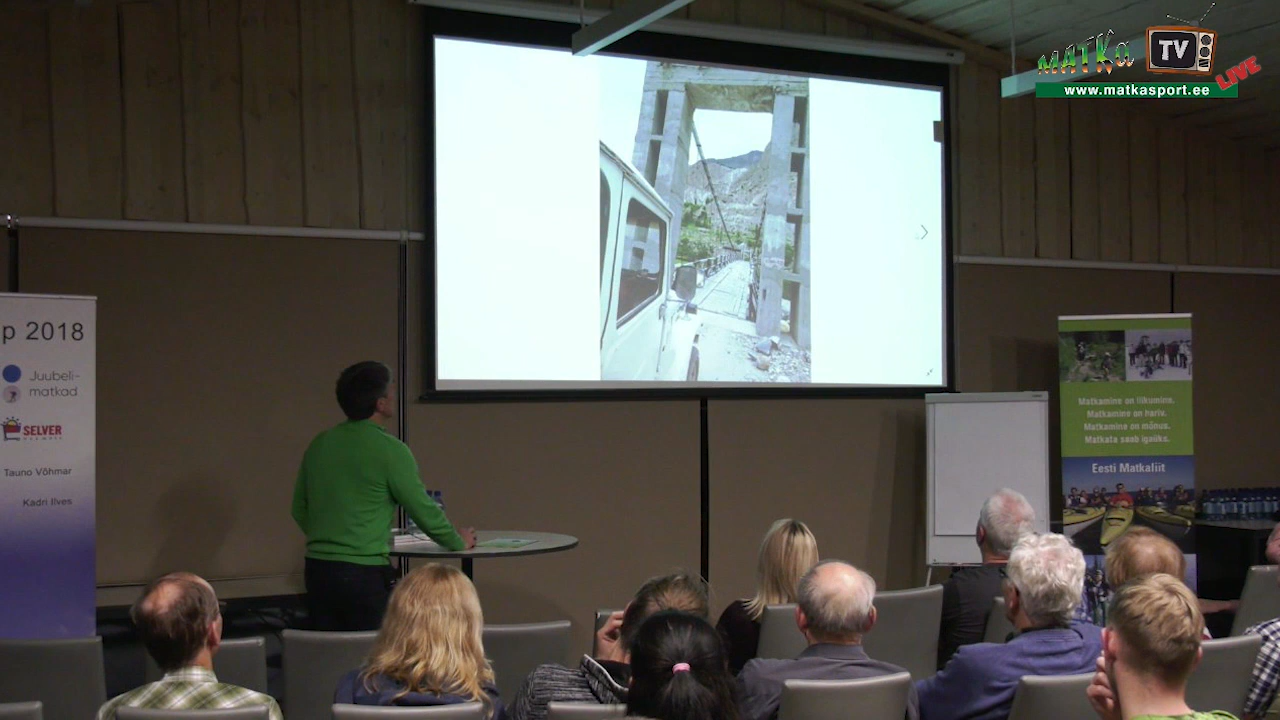 MATKa
TV
LIVE
www.matkasport.ee
p 2018
Juubeli-
matkad
SELVER
Tauno Võhmar
Kadri Ilves
Matkamine on liikumine.
Matkamine on hariv.
Matkamine on mõnus.
Matkata saab igaüks.
Eesti Matkaliit